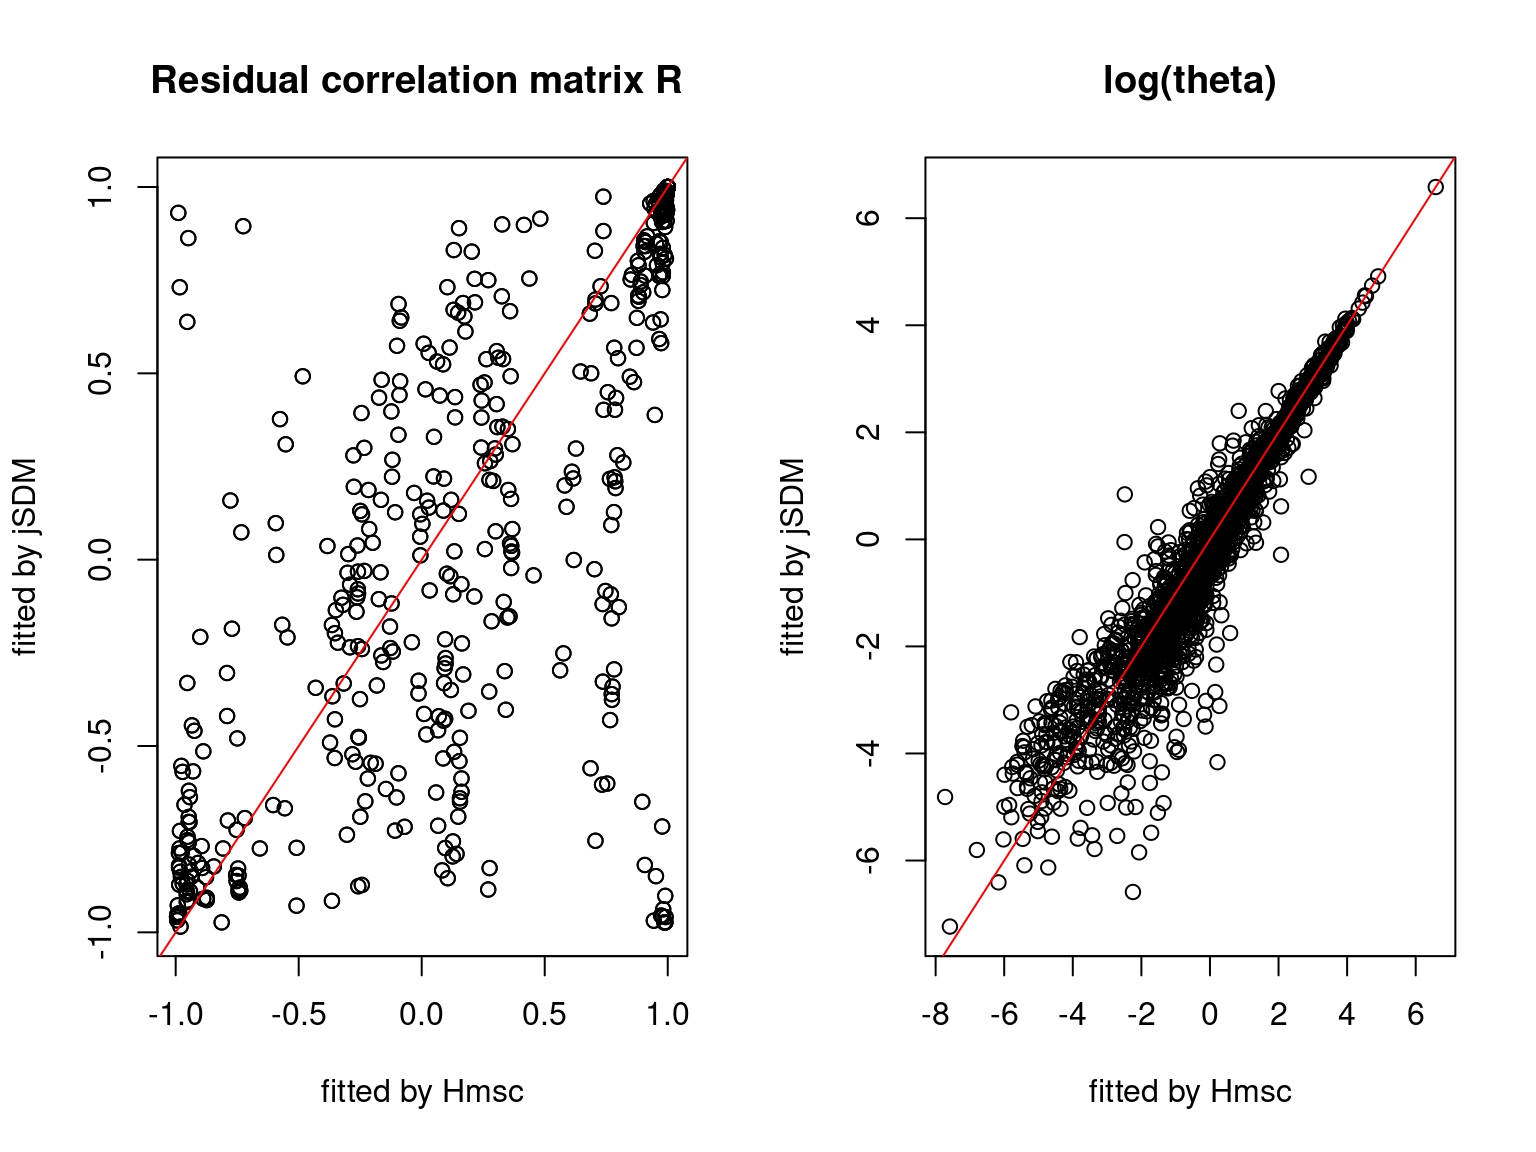 Residual correlation matrix R
fitted by jSDM
1.0
0.5
0.0
-0.5
-1.0
-1.0 -0.5 0.0 0.5 1.0
fitted by Hmsc
log(theta)
fitted by jSDM
6
4
2
0
-2
-4
-6
-8 -6 -4 -2 0 2 4 6
fitted by Hmsc